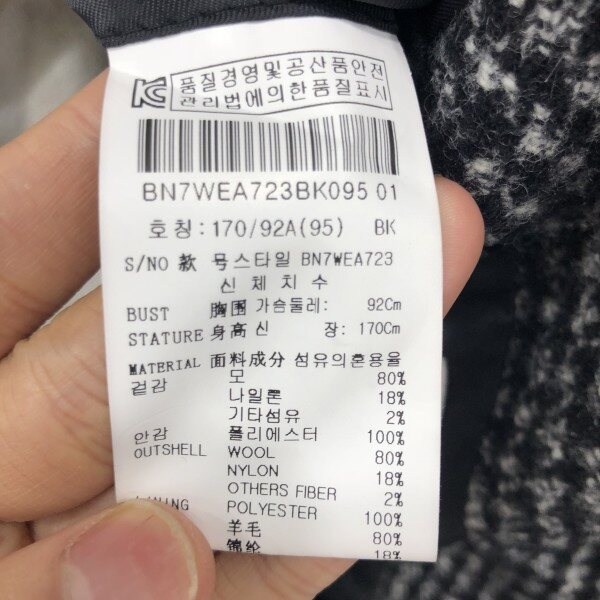 KC 품질경영및공산품안전
관리법에의한품질표시
BN7WEA723BK095 01
호칭:170/92A(95) BK
S/NO 款 号스타일 BN7WEA723
신체치수
BUST 胸围 가슴둘레: 92Cm
STATURE 身高신 장: 170Cm
MATERIAL 面料成分 섬유의혼용율
겉감 모 80%
나일론 18%
기타섬유 2%
안감 폴리에스터 100%
OUTSHELL WOOL 80%
NYLON 18%
OTHERS FIBER 2%
POLYESTER 100%
羊毛 80%
锦纶 18%